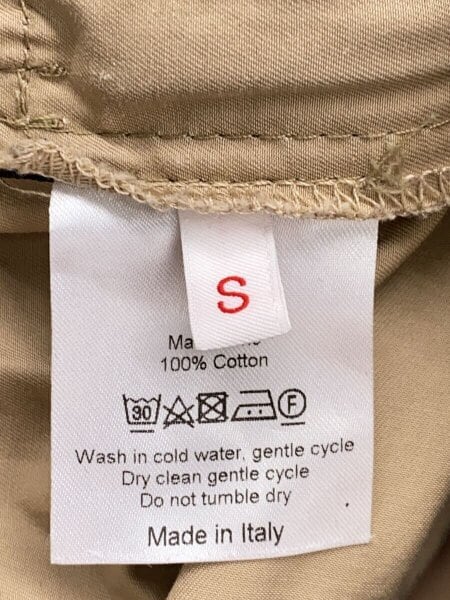 S
100% Cotton
30 F
Wash in cold water, gentle cycle
Dry clean gentle cycle
Do not tumble dry
Made in Italy